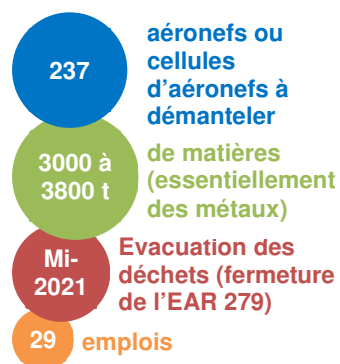 237
aéronefs ou
cellules
d'aéronefs à
démanteler
3000 à
3800 t
de matières
(essentiellement
des métaux)
Mi-
2021
Evacuation des
déchets (fermeture
de l'EAR 279)
29
emplois